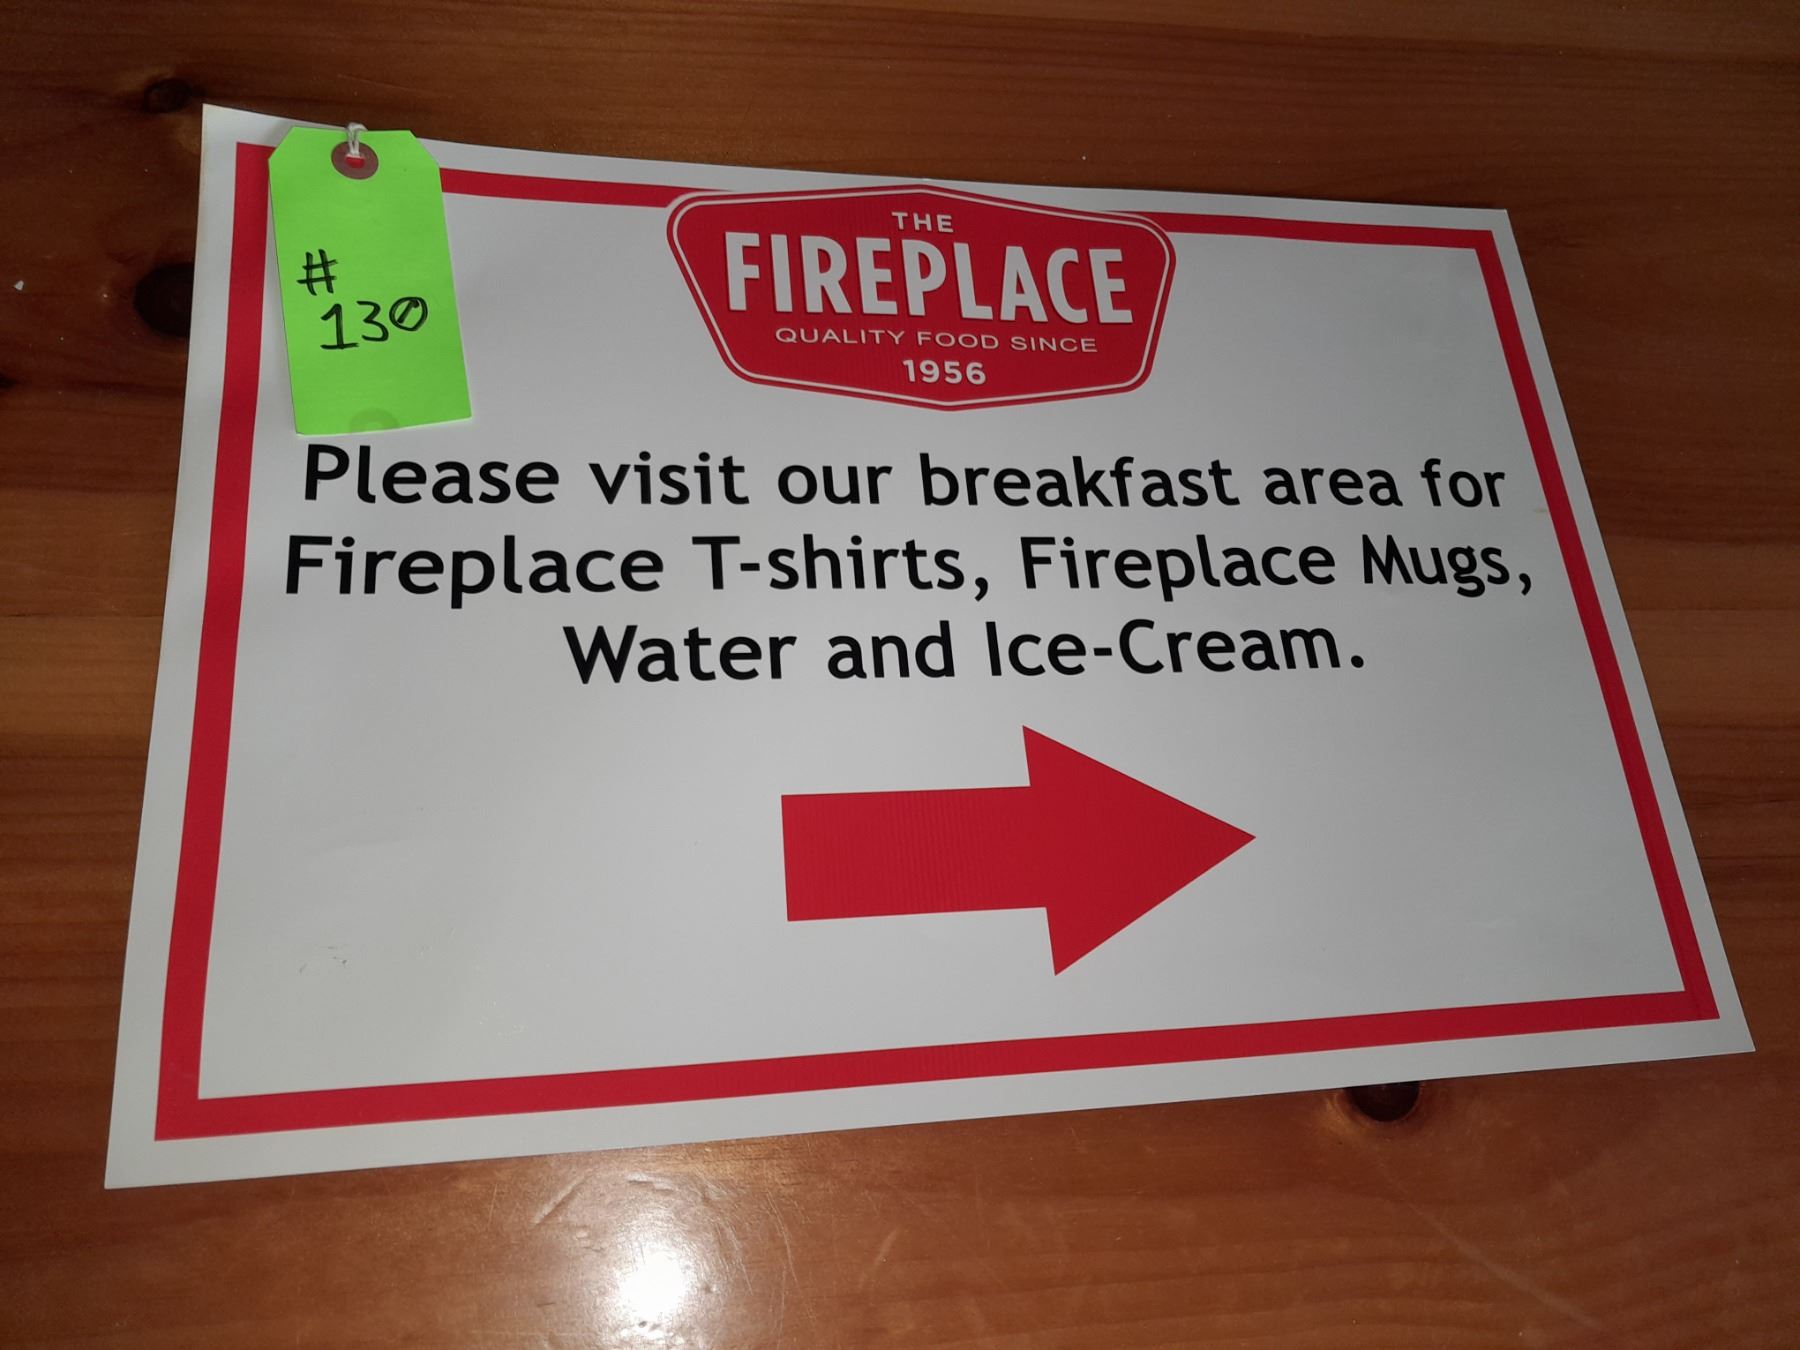 #
130
THE
FIREPLACE
QUALITY FOOD SINCE
1956
Please visit our breakfast area for
Fireplace T-shirts, Fireplace Mugs,
Water and Ice-Cream.